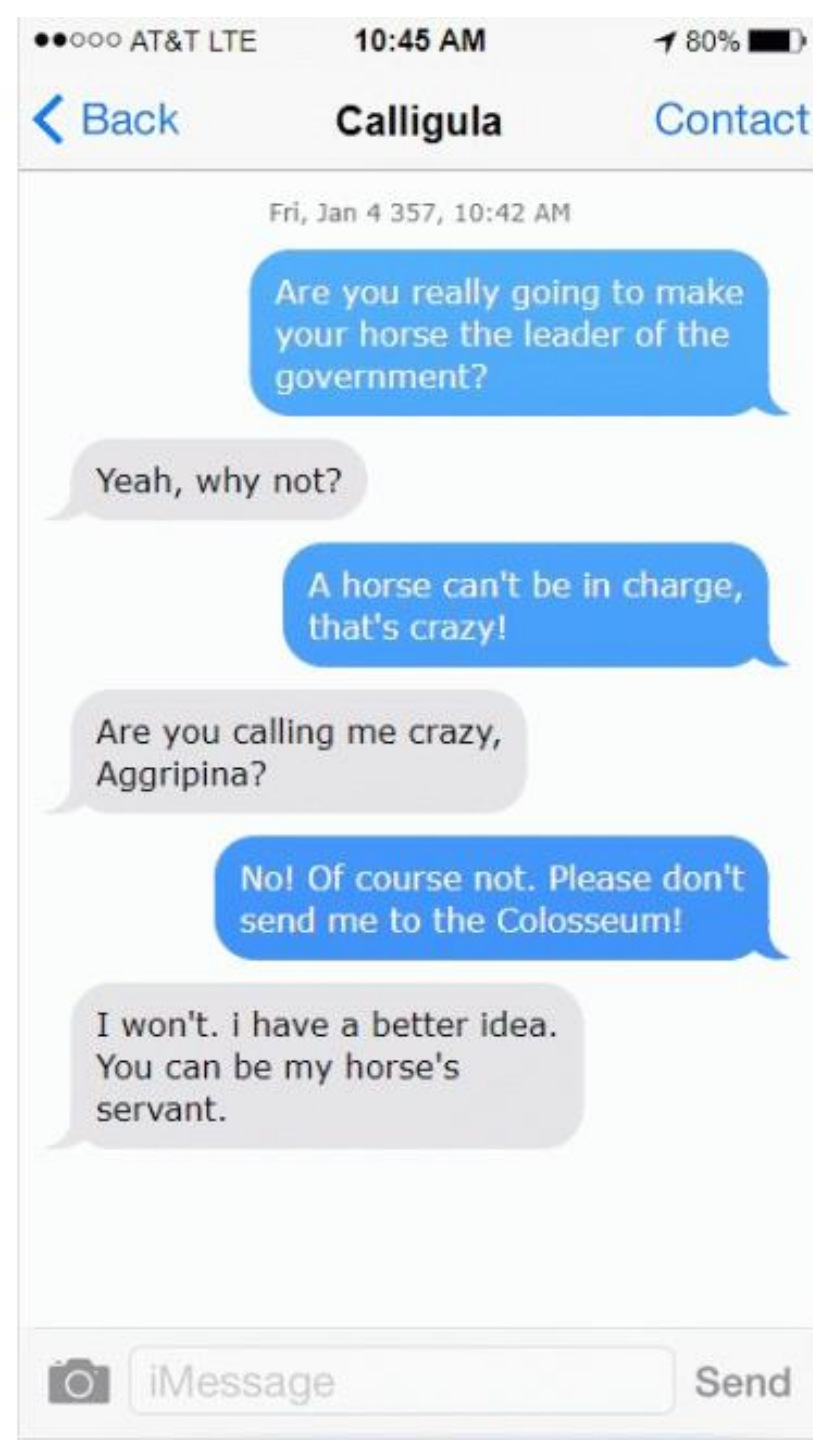 ●●○○○ AT&T LTE 10:45 AM 80%
Back Calligula Contact
Fri, Jan 4 357, 10:42 AM
Are you really going to make
your horse the leader of the
government?
Yeah, why not?
A horse can't be in charge,
that's crazy!
Are you calling me crazy,
Aggripina?
No! Of course not. Please don't
send me to the Colosseum!
I won't. i have a better idea.
You can be my horse's
servant.
iMessage Send